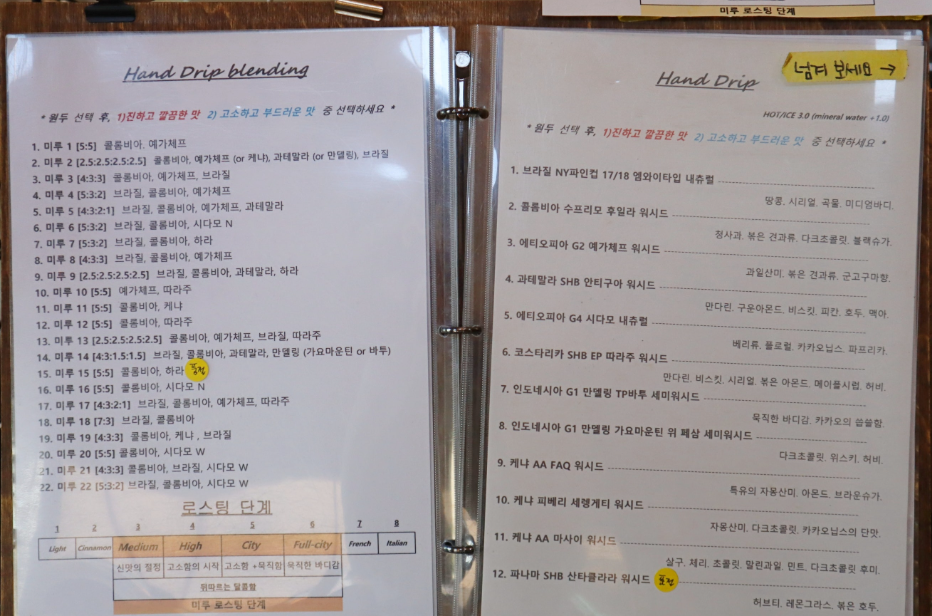 미루 로스팅 단계
Hand Drip blending
* 원두 선택 후, 1)진하고 깔끔한 맛 2) 고소하고 부드러운 맛 중 선택하세요 *
1. 미루 1 [5:5] 콜롬비아, 예가체프
2. 미루 2 [2.5:2.5:2.5:2.5] 콜롬비아, 예가체프 (or 케냐), 과테말라 (or 만델링), 브라질
3. 미루 3 [4:3:3] 콜롬비아, 예가체프, 브라질
4. 미루 4 [5:3:2] 브라질, 콜롬비아, 예가체프
5. 미루 5 [4:3:2:1] 브라질, 콜롬비아, 예가체프, 과테말라
6. 미루 6 [5:3:2] 브라질, 콜롬비아, 시다모 N
7. 미루 7 [5:3:2] 브라질, 콜롬비아, 하라
8. 미루 8 [4:3:3] 브라질, 콜롬비아, 예가체프
9. 미루 9 [2.5:2.5:2.5:2.5] 브라질, 콜롬비아, 과테말라, 하라
10. 미루 10 [5:5] 예가체프, 따라주
11. 미루 11 [5:5] 콜롬비아, 케냐
12. 미루 12 [5:5] 콜롬비아, 따라주
13. 미루 13 [2.5:2.5:2.5:2.5] 콜롬비아, 예가체프, 브라질, 따라주
14. 미루 14 [4:3:1.5:1.5] 브라질, 콜롬비아, 과테말라, 만델링 (가요마운틴 or 바투)
15. 미루 15 [5:5] 콜롬비아, 하라 품절
16. 미루 16 [5:5] 콜롬비아, 시다모 N
17. 미루 17 [4:3:2:1] 브라질, 콜롬비아, 예가체프, 따라주
18. 미루 18 [7:3] 브라질, 콜롬비아
19. 미루 19 [4:3:3] 콜롬비아, 케냐 , 브라질
20. 미루 20 [5:5] 콜롬비아, 시다모 W
21. 미루 21 [4:3:3] 콜롬비아, 브라질, 시다모 W
22. 미루 22 [5:3:2] 브라질, 콜롬비아, 시다모 W
로스팅 단계
1 2 3 4 5 6 7 8
Light Cinnamon Medium High City Full-city French Italian
신맛의 절정 고소함의 시작 고소함 +묵직함 묵직한 바디감
뒤따르는 달콤함
미루 로스팅 단계
넘겨 보세요 →
Hand Drip
HOT/ICE 3.0 (mineral water +1.0)
* 원두 선택 후, 1)진하고 깔끔한 맛 2) 고소하고 부드러운 맛 중 선택하세요 *
1. 브라질 NY파인컵 17/18 엠와이타입 내츄럴
땅콩, 시리얼, 곡물, 미디엄바디.
2. 콜롬비아 수프리모 후일라 워시드
청사과, 볶은 견과류, 다크초콜릿, 블랙슈가.
3. 에티오피아 G2 예가체프 워시드
과일산미, 볶은 견과류, 군고구마향.
4. 과테말라 SHB 안티구아 워시드
만다린, 구운아몬드, 비스킷, 피칸, 호두, 맥아.
5. 에티오피아 G4 시다모 내츄럴
베리류, 플로럴, 카카오닙스, 파프리카.
6. 코스타리카 SHB EP 따라주 워시드
만다린, 비스킷, 시리얼, 볶은 아몬드, 메이플시럽, 허비.
7. 인도네시아 G1 만델링 TP바투 세미워시드
묵직한 바디감, 카카오의 씁쓸함.
8. 인도네시아 G1 만델링 가요마운틴 위 페삼 세미워시드
다크초콜릿, 위스키, 허비.
9. 케냐 AA FAQ 워시드
특유의 자몽산미, 아몬드, 브라운슈가.
10. 케냐 피베리 세렝게티 워시드
자몽산미, 다크초콜릿, 카카오닙스의 단맛.
11. 케냐 AA 마사이 워시드
살구, 체리, 초콜릿, 말린과일, 민트, 다크초콜릿 후미.
12. 파나마 SHB 산타클라라 워시드 품절
허브티, 레몬그라스, 볶은 호두.